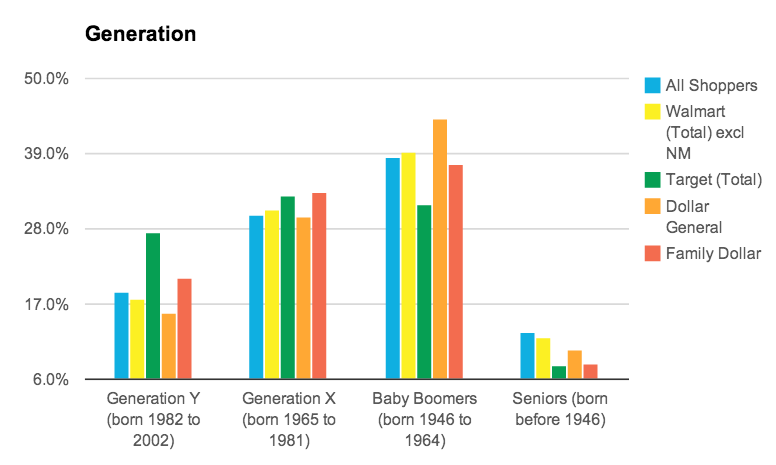 Generation
50.0%
39.0%
28.0%
17.0%
6.0%
Generation Y
(born 1982 to
2002)
Generation X
(born 1965 to
1981)
Baby Boomers
(born 1946 to
1964)
Seniors (born
before 1946)
All Shoppers
Walmart
(Total) excl
NM
Target (Total)
Dollar
General
Family Dollar